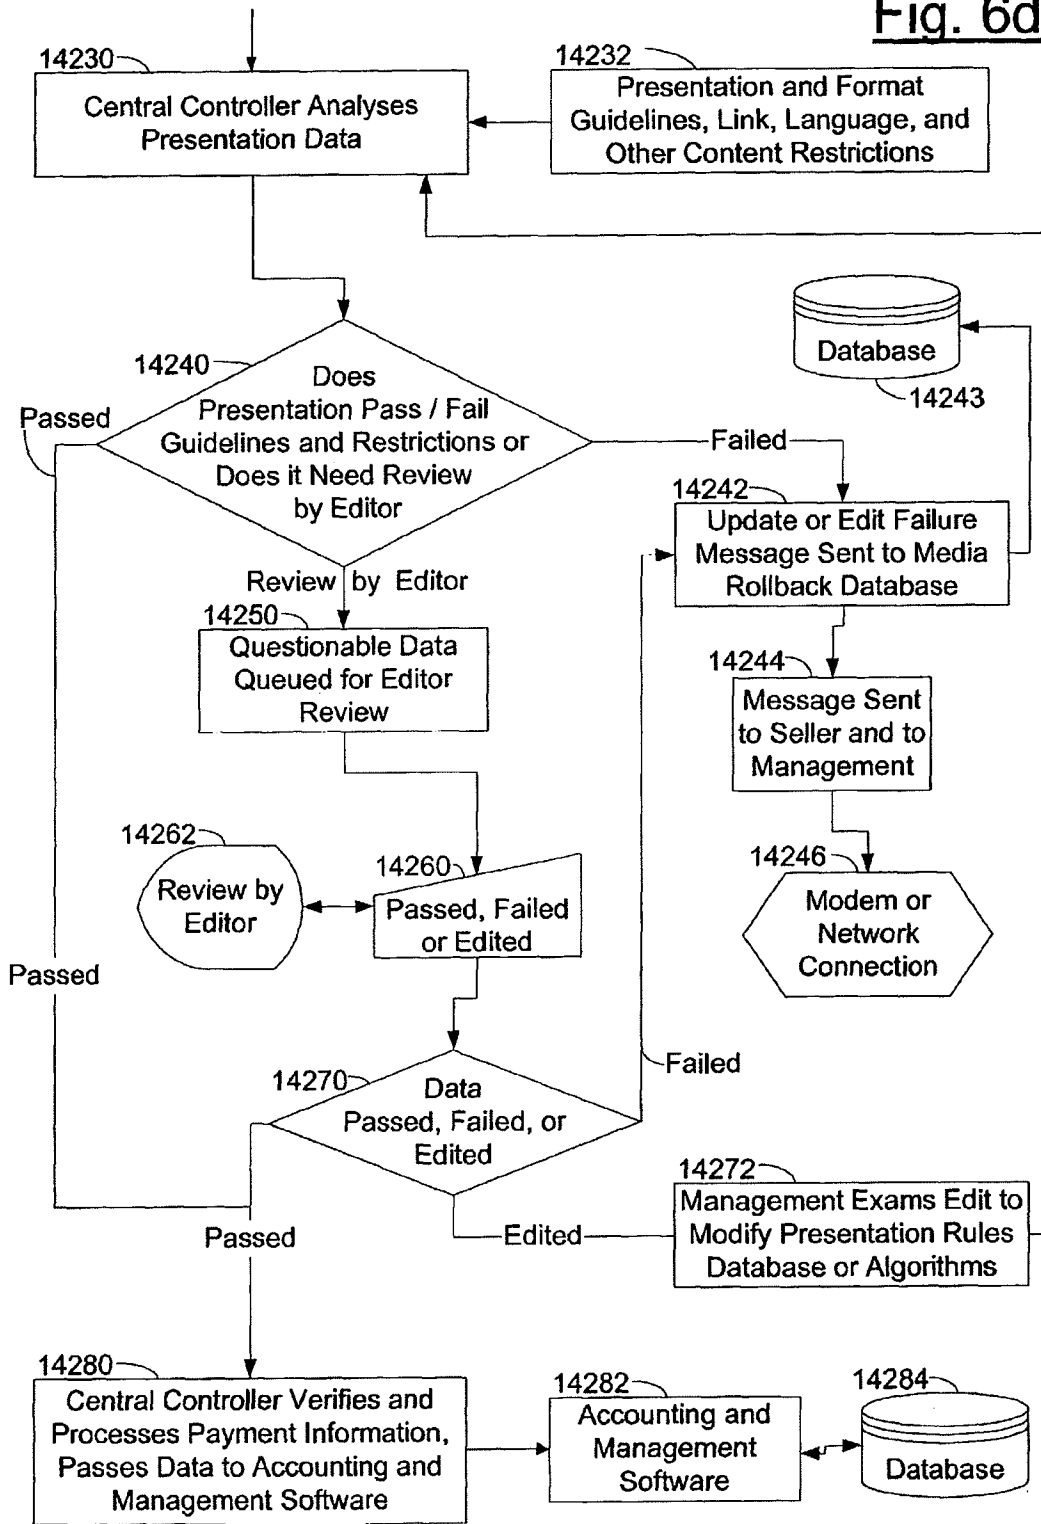 Fig. 6d
14230
Central Controller Analyses
Presentation Data
14232
Presentation and Format
Guidelines, Link, Language, and
Other Content Restrictions
14240
Does
Presentation Pass / Fail
Guidelines and Restrictions or
Does it Need Review
by Editor
Passed
Failed
Database
14243
14242
Update or Edit Failure
Message Sent to Media
Rollback Database
Review by Editor
14250
Questionable Data
Queued for Editor
Review
14244
Message Sent
to Seller and to
Management
14262
Review by
Editor
14260
Passed, Failed
or Edited
14246
Modem or
Network
Connection
Passed
Failed
14270
Data
Passed, Failed, or
Edited
14272
Management Exams Edit to
Modify Presentation Rules
Database or Algorithms
Passed
Edited
14280
Central Controller Verifies and
Processes Payment Information,
Passes Data to Accounting and
Management Software
14282
Accounting and
Management
Software
14284
Database